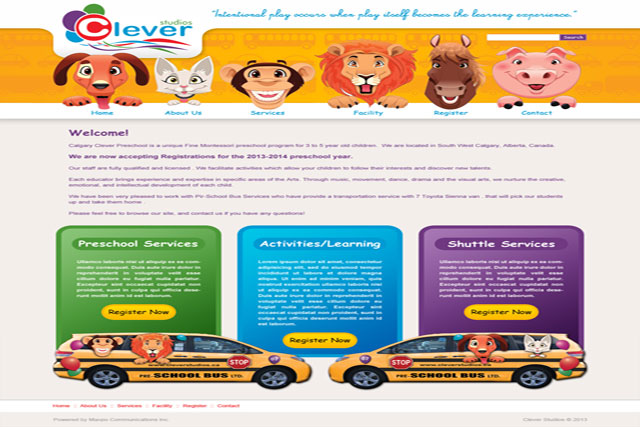 Clever
studios
"Intentional play occurs when play itself becomes the learning experience."
Search
Home About Us Services Facility Register Contact
Welcome!
Calgary Clever Preschool is a unique Fine Montessori preschool program for 3 to 5 year old children. We are located in South West Calgary, Alberta, Canada.
We are now accepting Registrations for the 2013-2014 preschool year.
Our staff are fully qualified and licensed . We facilitate activities which allow your children to follow their interests and discover new talents.
Each educator brings experience and expertise in specific areas of the Arts. Through music, movement, dance, drama and the visual arts, we nurture the creative,
emotional, and intellectual development of each child.
We have been very pleased to work with Pir-School Bus Services who have provide a transportation service with 7 Toyota Sienna van , that will pick our students
up and take them home .
Please feel free to browse our site, and contact us if you have any questions!
Preschool Services
Ullamco laboris nisi ut aliquip ex ea com-
modo consequat. Duis aute irure dolor in
reprehenderit in voluptate velit esse
cillum dolore eu fugiat nulla pariatur.
Excepteur sint occaecat cupidatat non
proident, sunt in culpa qui officia dese-
runt mollit anim id est laborum.
Register Now
Activities/Learning
Lorem ipsum dolor sit amet, consectetur
adipisicing elit, sed do eiusmod tempor
incididunt ut labore et dolore magna
aliqua. Ut enim ad minim veniam, quis
nostrud exercitation ullamco laboris nisi
ut aliquip ex ea commodo consequat.
Duis aute irure dolor in reprehenderit in
voluptate velit esse cillum dolore eu
fugiat nulla pariatur. Excepteur sint
occaecat cupidatat non proident, sunt in
culpa qui officia deserunt mollit anim id
est laborum.
Register Now
Shuttle Services
Ullamco laboris nisi ut aliquip ex ea com-
modo consequat. Duis aute irure dolor in
reprehenderit in voluptate velit esse
cillum dolore eu fugiat nulla pariatur.
Excepteur sint occaecat cupidatat non
proident, sunt in culpa qui officia dese-
runt mollit anim id est laborum.
Register Now
www.cleverstudios.ca
STOP
PRE-SCHOOL BUS LTD.
STOP
www.cleverstudios.ca
PRE-SCHOOL BUS LTD.
Home :: About Us :: Services :: Facility :: Register :: Contact
Powered by Communications Inc.
Clever Studios © 2013